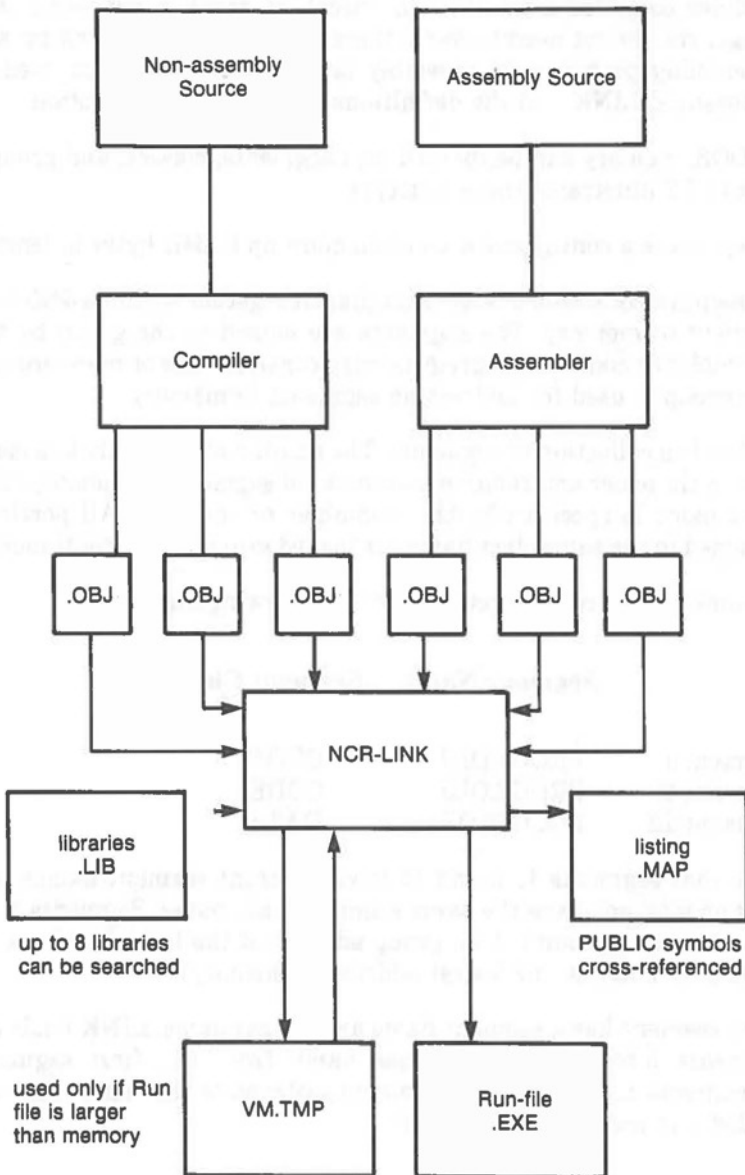 Non-assembly
Source
Assembly Source
Compiler
Assembler
.OBJ
.OBJ
.OBJ
.OBJ
.OBJ
.OBJ
NCR-LINK
libraries
.LIB
listing
.MAP
up to 8 libraries
can be searched
PUBLIC symbols
cross-referenced
used only if Run
file is larger
than memory
VM.TMP
Run-file
.EXE